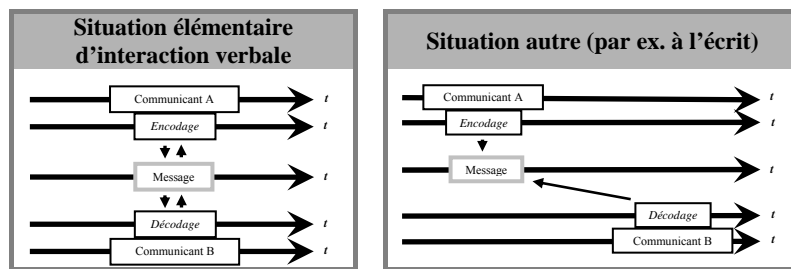 Situation élémentaire
d’interaction verbale
Communicant A
t
Encodage
t
Message
t
Décodage
t
Communicant B
t
Situation autre (par ex. à l’écrit)
Communicant A
t
Encodage
t
Message
t
Décodage
t
Communicant B
t